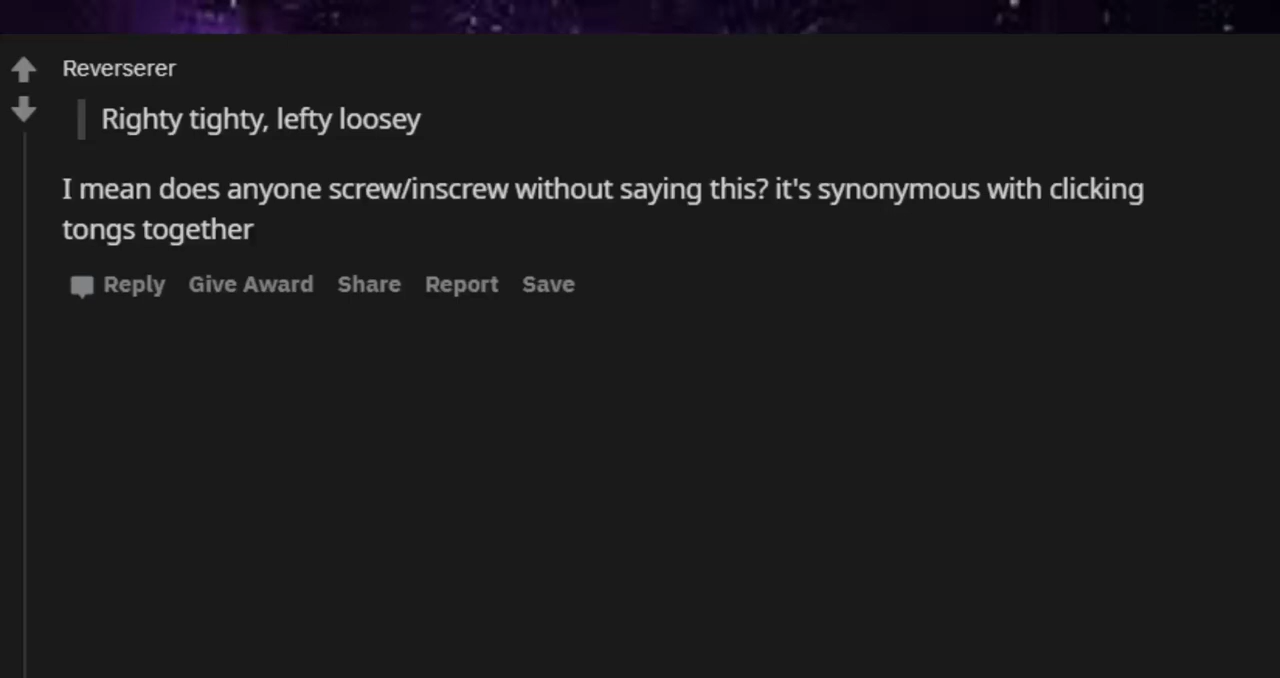 Reverserer
Righty tighty, lefty loosey
I mean does anyone screw/inscrew without saying this? it's synonymous with clicking
tongs together
Reply Give Award Share Report Save